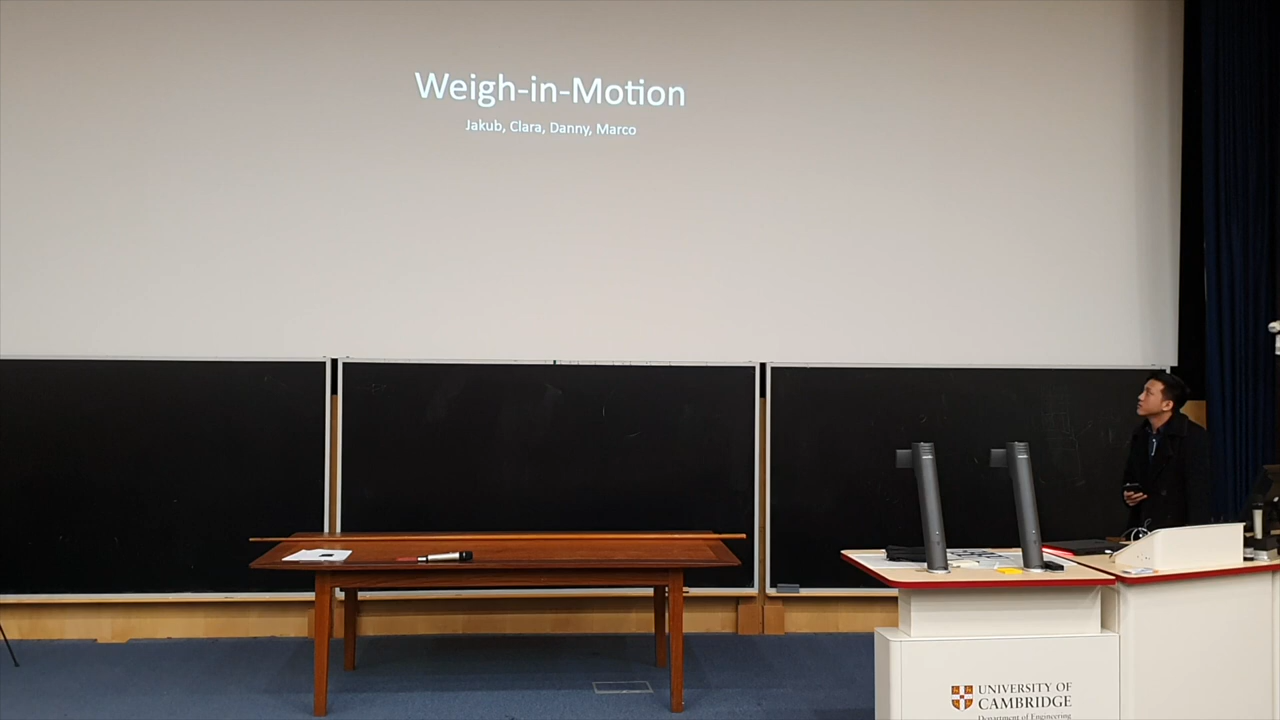 Weigh-in-Motion
Jakub, Clara, Danny, Marco
UNIVERSITY OF
CAMBRIDGE
Department of Engineering